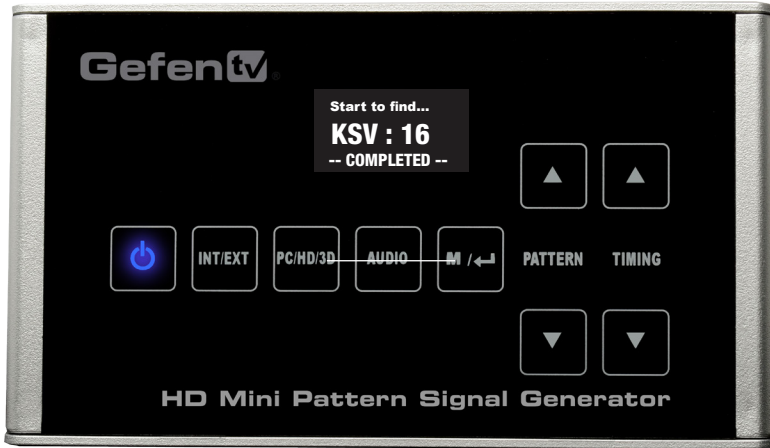 Gefen tv®
Start to find...
KSV : 16
-- COMPLETED --
INT/EXT
PC/HD/3D
AUDIO
M /↵
PATTERN
TIMING
HD Mini Pattern Signal Generator